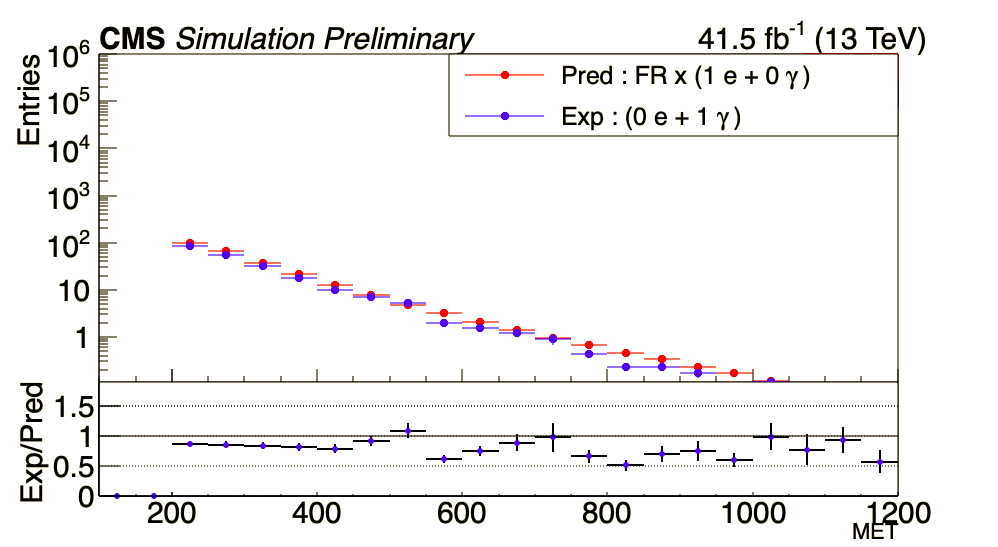 CMS Simulation Preliminary 41.5 fb⁻¹ (13 TeV)
Entries
10⁶
10⁵
10⁴
10³
10²
10
1
Pred : FR x (1 e + 0 γ)
Exp : (0 e + 1 γ)
Exp/Pred
1.5
1
0.5
0
200 400 600 800 1000 1200
MET